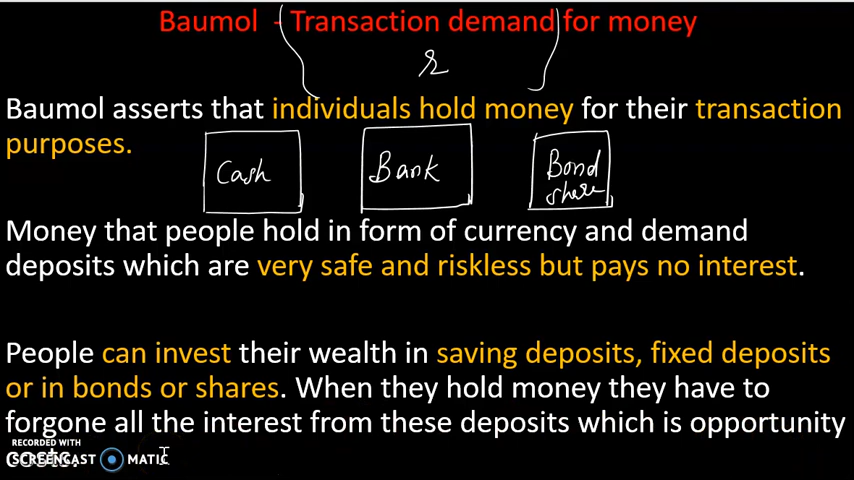 Baumol - Transaction demand for money
r
Baumol asserts that individuals hold money for their transaction
purposes.
Cash Bank Bond
share
Money that people hold in form of currency and demand
deposits which are very safe and riskless but pays no interest.
People can invest their wealth in saving deposits, fixed deposits
or in bonds or shares. When they hold money they have to
forgone all the interest from these deposits which is opportunity
RECORDED WITH
costs.
SCREENCAST MATIC